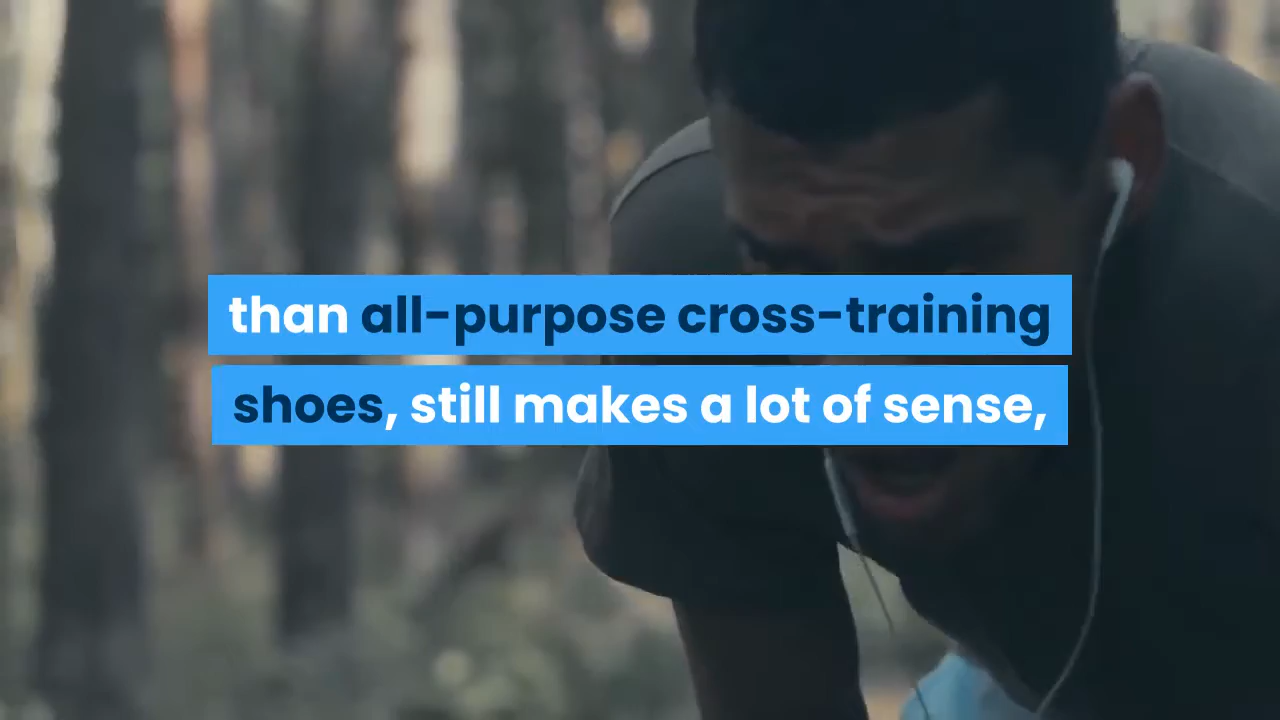 than all-purpose cross-training
shoes, still makes a lot of sense,